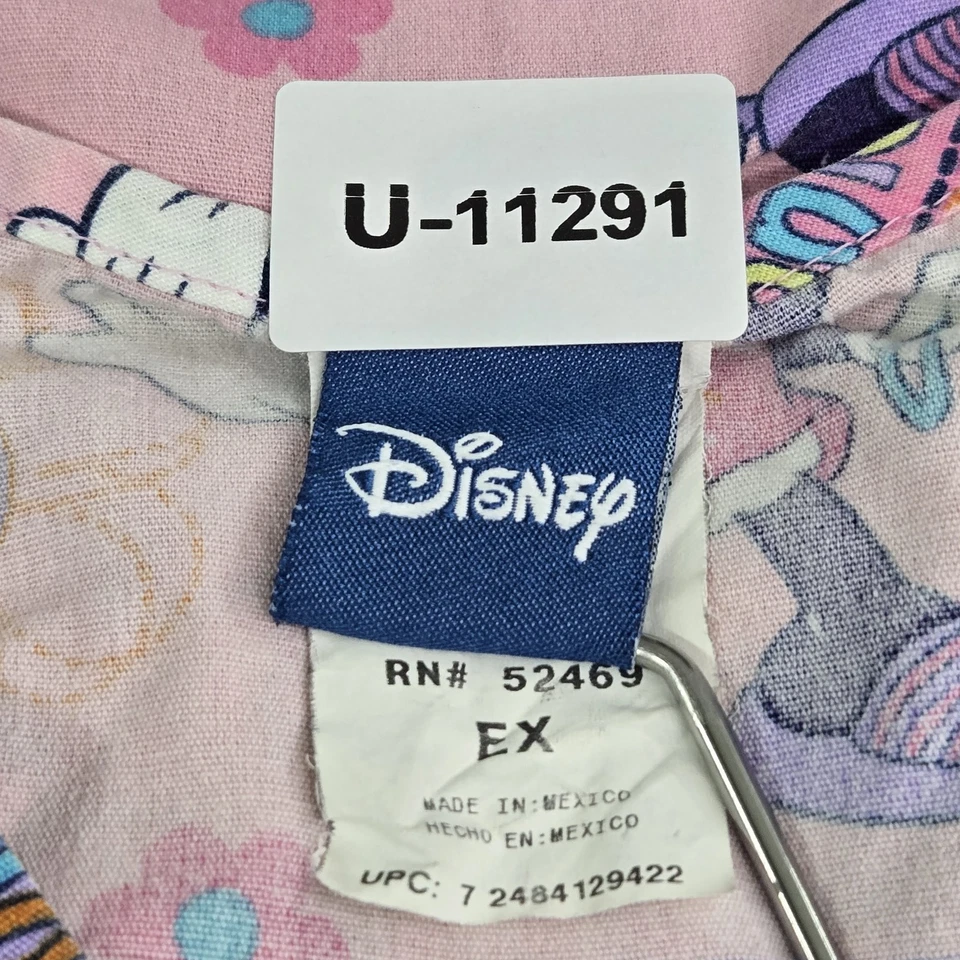 U-11291
Disney
RN# 52469
EX
MADE IN:MEXICO
HECHO EN:MEXICO
UPC: 7 2484129422